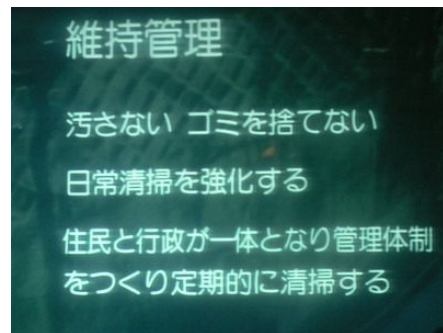 維持管理
汚さない ゴミを捨てない
日常清掃を強化する
住民と行政が一体となり管理体制
をつくり定期的に清掃する